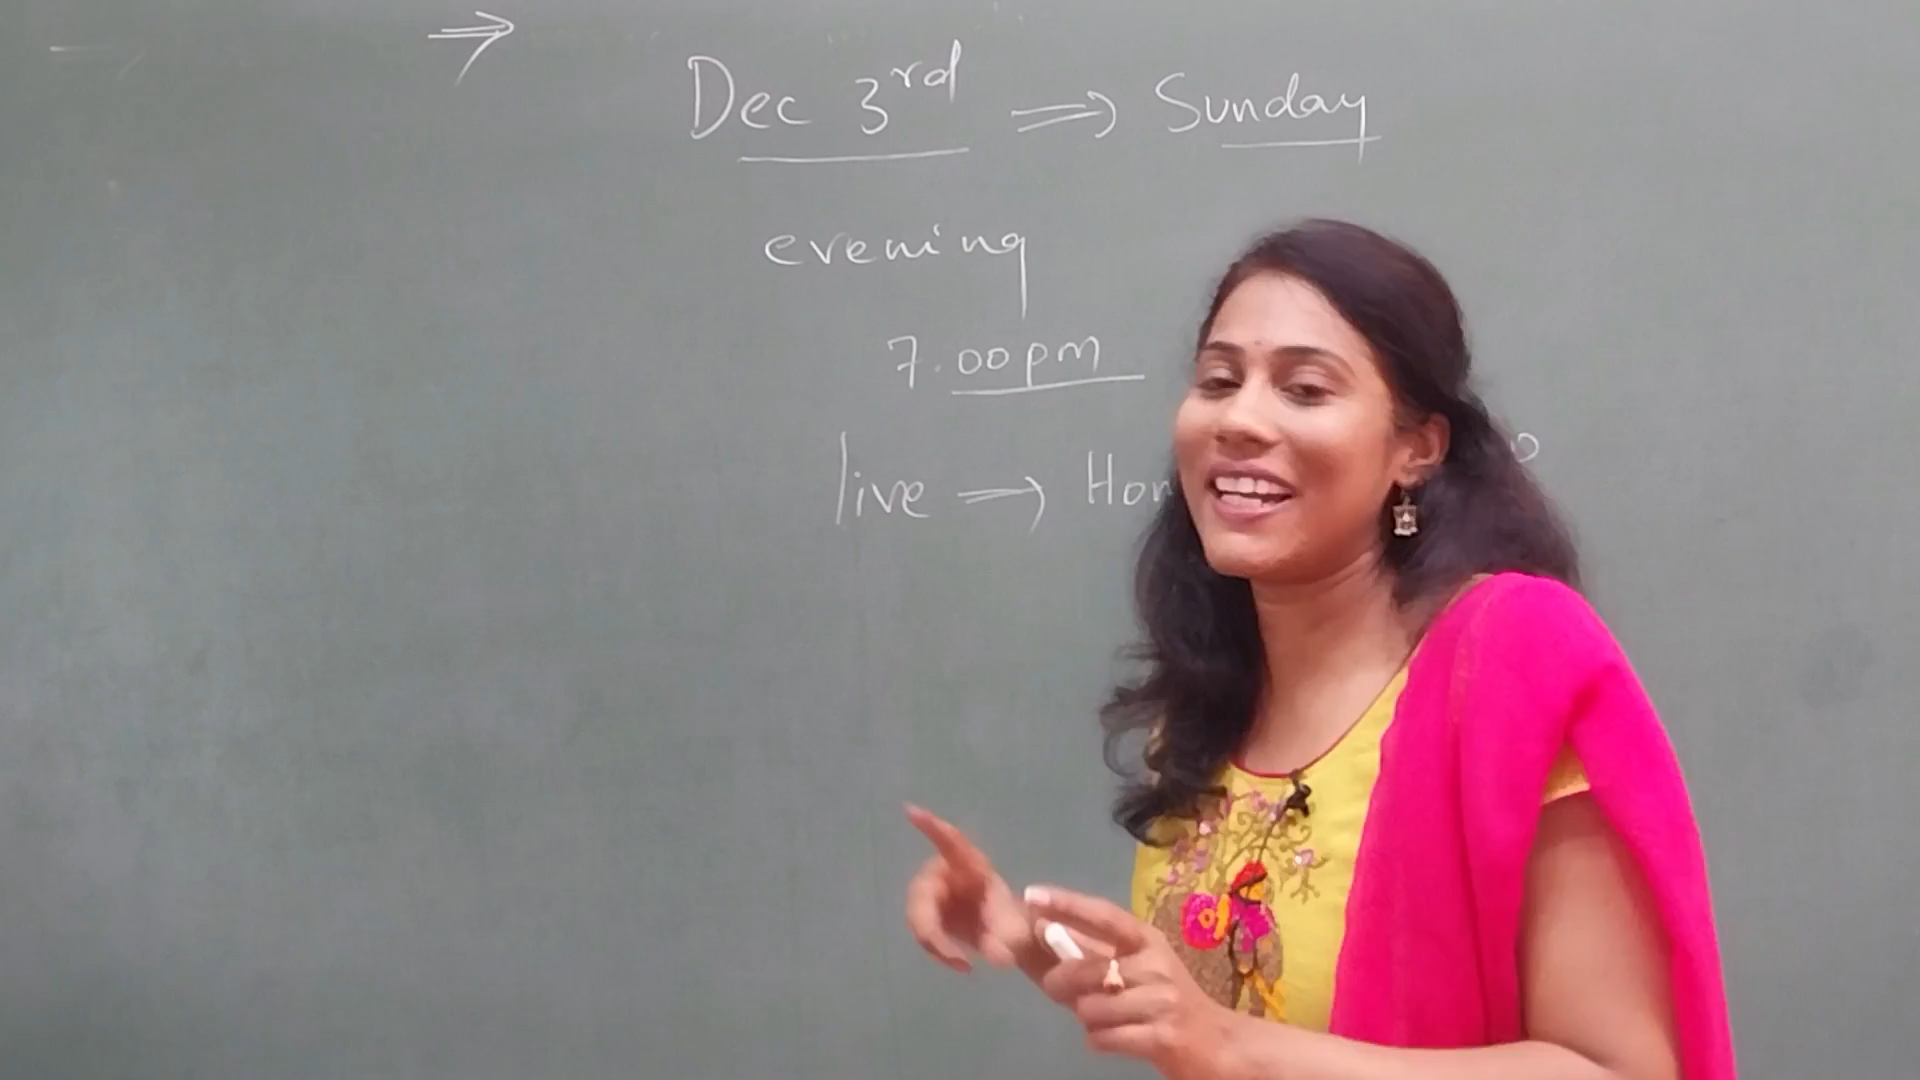 ⇒
Dec 3rd ⇒ Sunday
evening
7.00pm
live ⇒